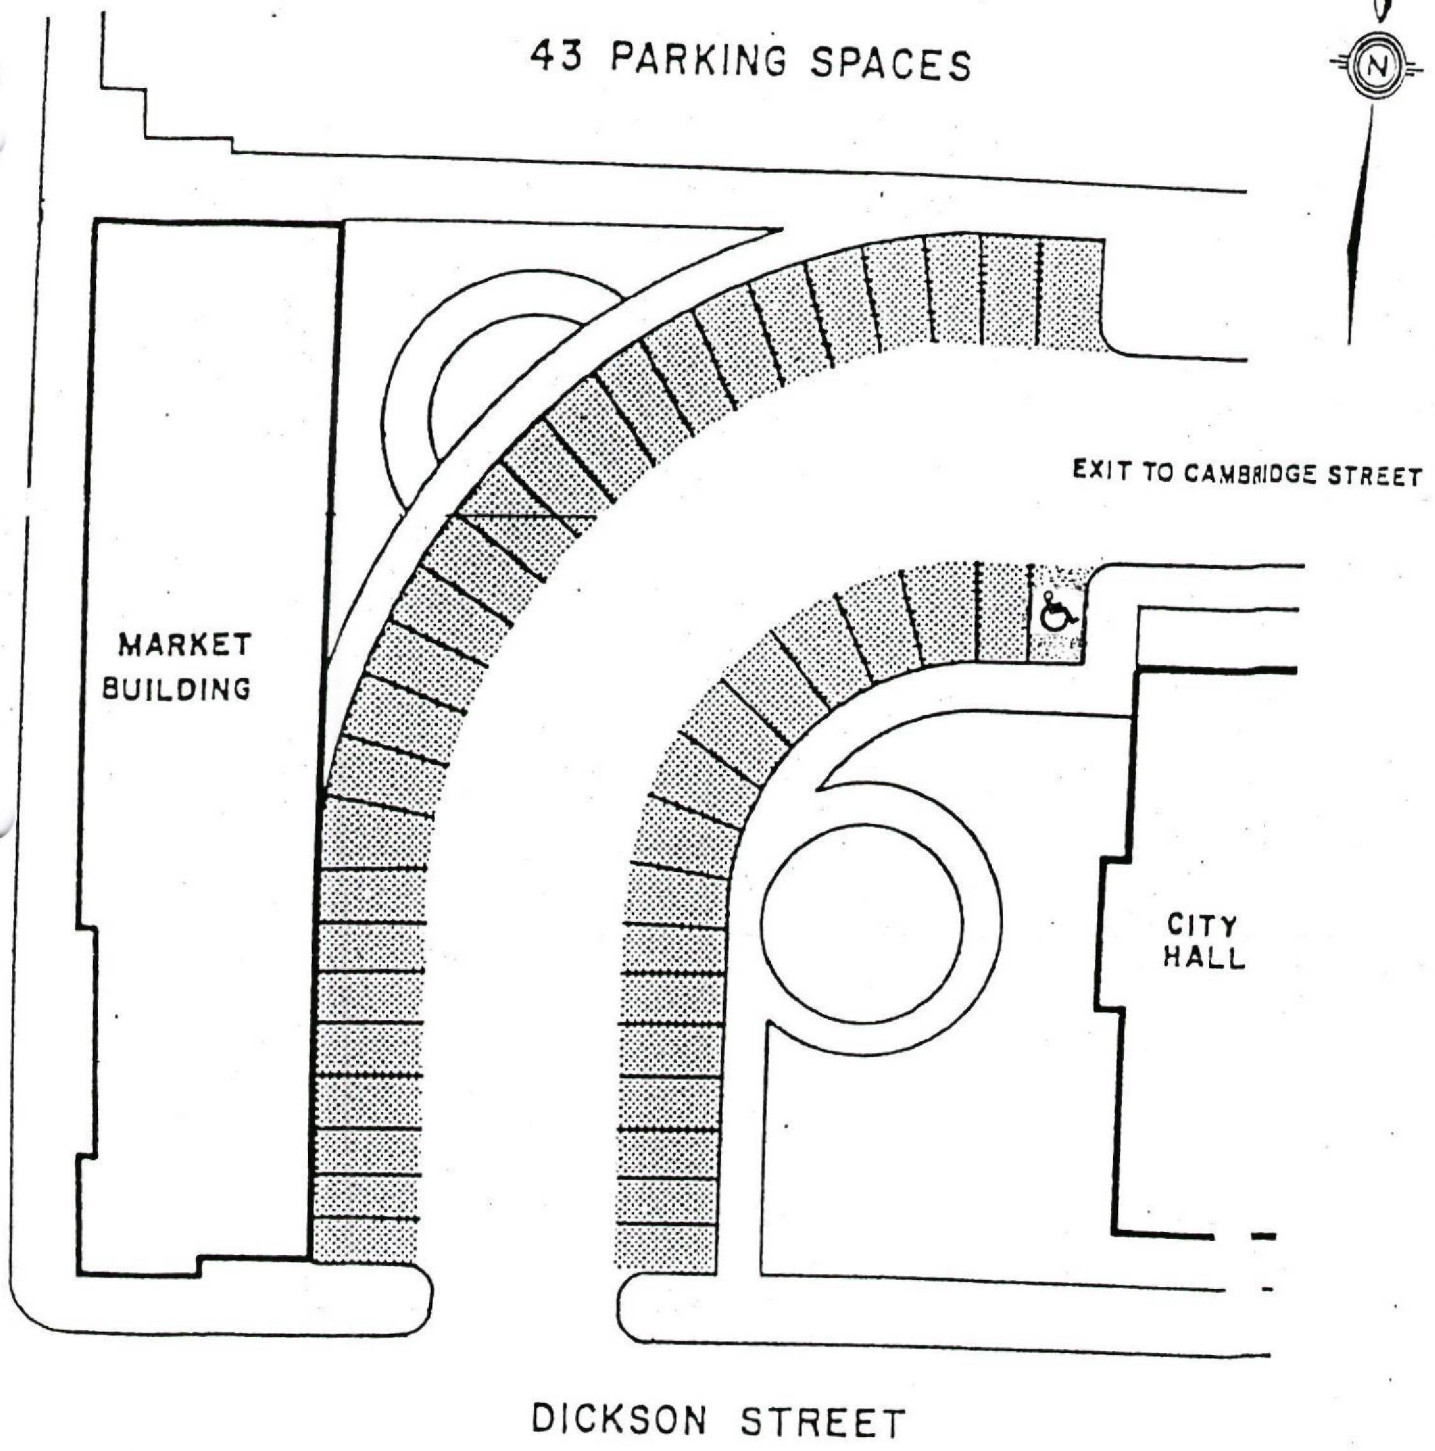 43 PARKING SPACES
N
EXIT TO CAMBRIDGE STREET
MARKET
BUILDING
CITY
HALL
DICKSON STREET